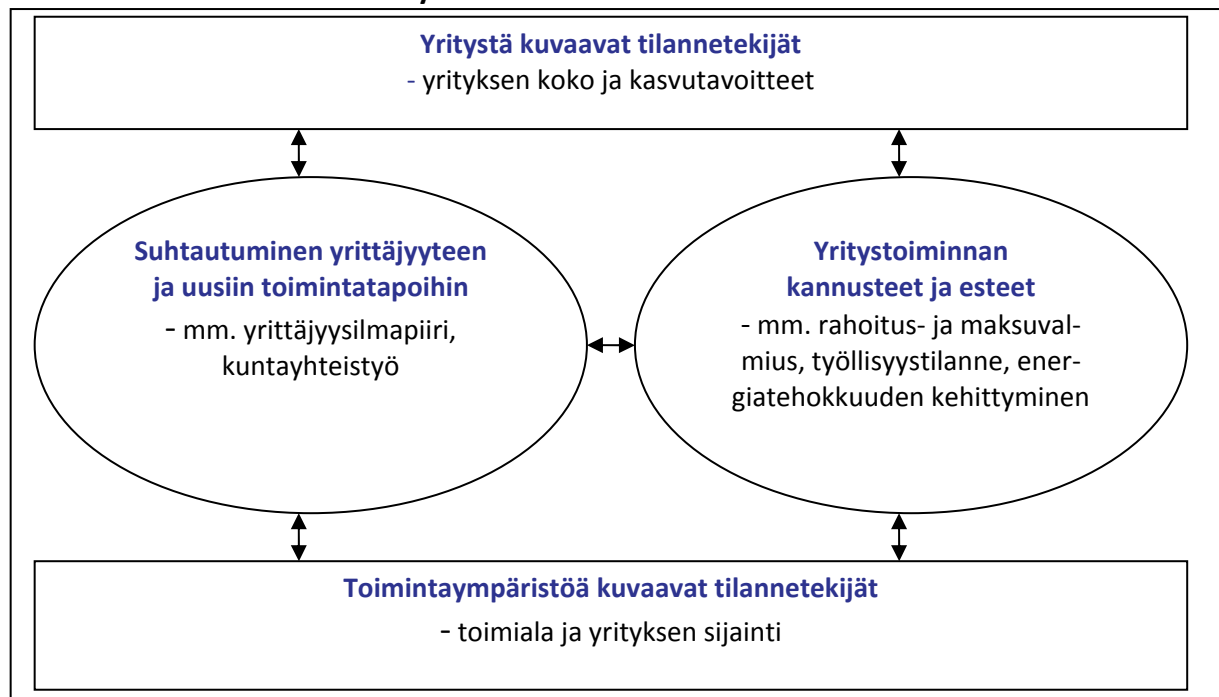 Yritystä kuvaavat tilannetekijät
- yrityksen koko ja kasvutavoitteet
Suhtautuminen yrittäjyyteen
ja uusiin toimintatapoihin
- mm. yrittäjyysilmapiiri,
kuntayhteistyö
Yritystoiminnan
kannusteet ja esteet
- mm. rahoitus- ja maksuval-
mius, työllisyystilanne, ener-
giatehokkuuden kehittyminen
Toimintaympäristöä kuvaavat tilannetekijät
- toimiala ja yrityksen sijainti